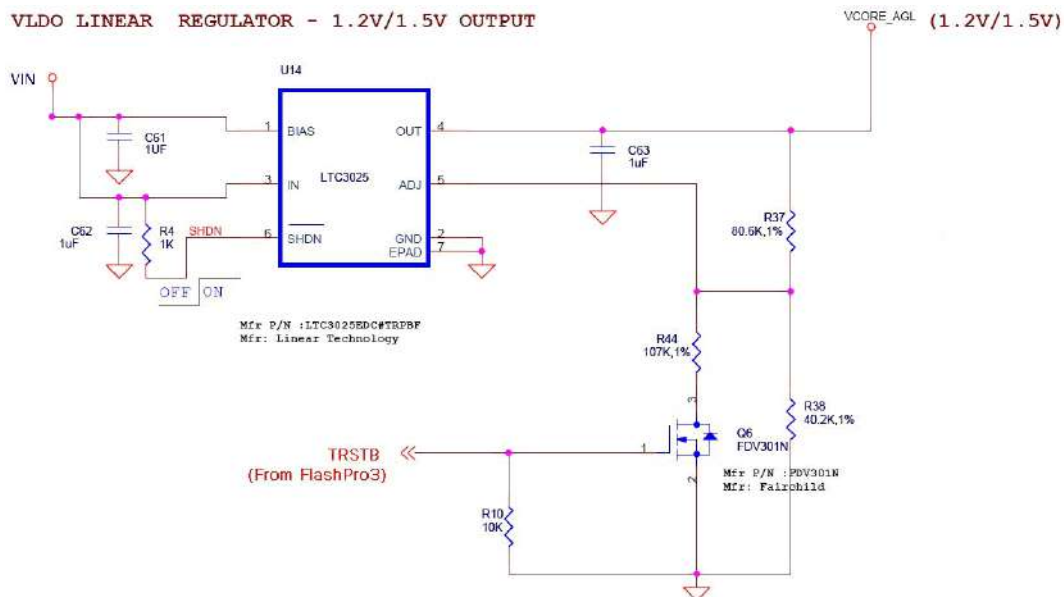 VLDO LINEAR REGULATOR - 1.2V/1.5V OUTPUT
VCORE_AGL (1.2V/1.5V)
VIN
U14
C61
1UF
1 BIAS
OUT 4
C63
1uF
3 IN
LTC3025
ADJ 5
R37
80.6K,1%
C62
1uF
R4
1K
SHDN
6 SHDN
GND 2
EPAD 7
OFF ON
Mfr P/N :LTC3025EDC#TRPBF
Mfr: Linear Technology
R44
107K,1%
3
R38
40.2K,1%
Q6
FDV301N
1
TRSTB
(From FlashPro3)
2
Mfr P/N :FDV301N
Mfr: Fairchild
R10
10K